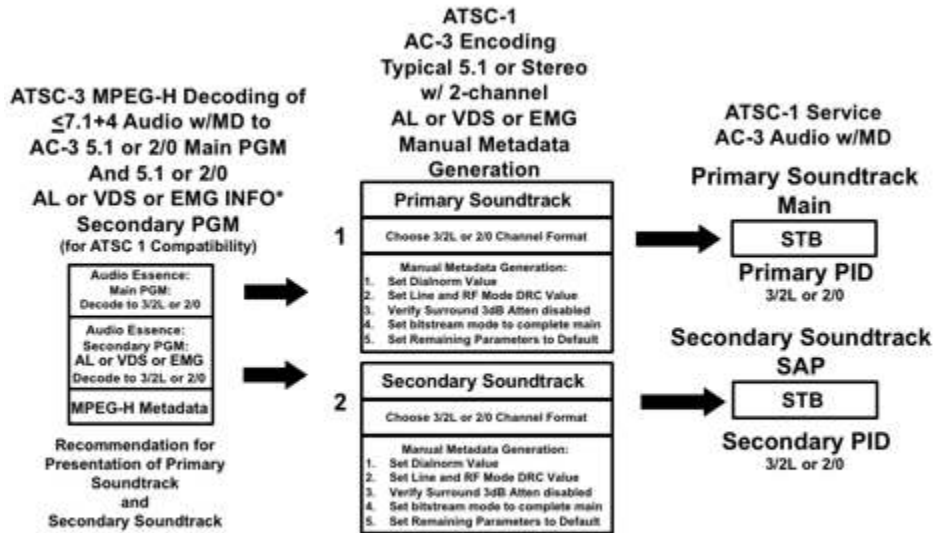 ATSC-3 MPEG-H Decoding of
≤7.1+4 Audio w/MD to
AC-3 5.1 or 2/0 Main PGM
And 5.1 or 2/0
AL or VDS or EMG INFO*
Secondary PGM
(for ATSC 1 Compatibility)
Audio Essence:
Main PGM:
Decode to 3/2L or 2/0
Audio Essence:
Secondary PGM:
AL or VDS or EMG
Decode to 3/2L or 2/0
MPEG-H Metadata
Recommendation for
Presentation of Primary
Soundtrack
and
Secondary Soundtrack
ATSC-1
AC-3 Encoding
Typical 5.1 or Stereo
w/ 2-channel
AL or VDS or EMG
Manual Metadata
Generation
1
Primary Soundtrack
Choose 3/2L or 2/0 Channel Format
Manual Metadata Generation:
1. Set Dialnorm Value
2. Set Line and RF Mode DRC Value
3. Verify Surround 3dB Atten disabled
4. Set bitstream mode to complete main
5. Set Remaining Parameters to Default
2
Secondary Soundtrack
Choose 3/2L or 2/0 Channel Format
Manual Metadata Generation:
1. Set Dialnorm Value
2. Set Line and RF Mode DRC Value
3. Verify Surround 3dB Atten disabled
4. Set bitstream mode to complete main
5. Set Remaining Parameters to Default
ATSC-1 Service
AC-3 Audio w/MD
Primary Soundtrack
Main
STB
Primary PID
3/2L or 2/0
Secondary Soundtrack
SAP
STB
Secondary PID
3/2L or 2/0